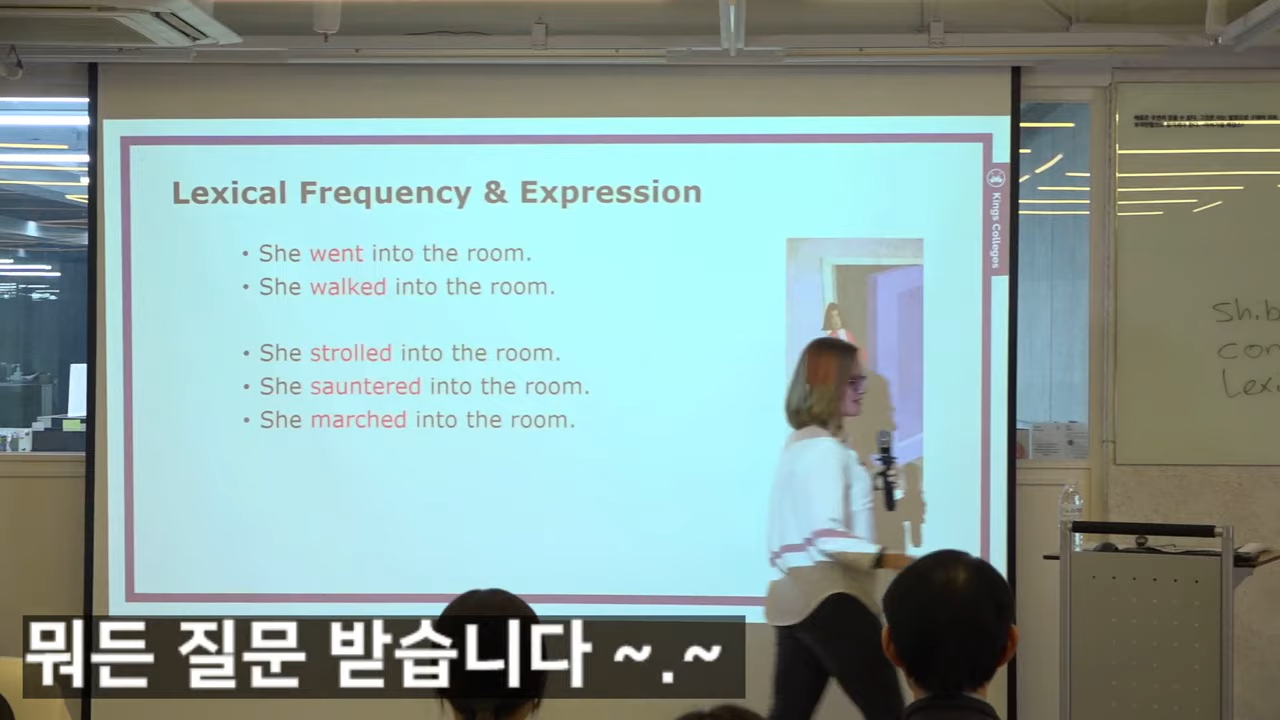 Lexical Frequency & Expression
• She went into the room.
• She walked into the room.
• She strolled into the room.
• She sauntered into the room.
• She marched into the room.
Kings Colleges
뭐든 질문 받습니다 ~.~